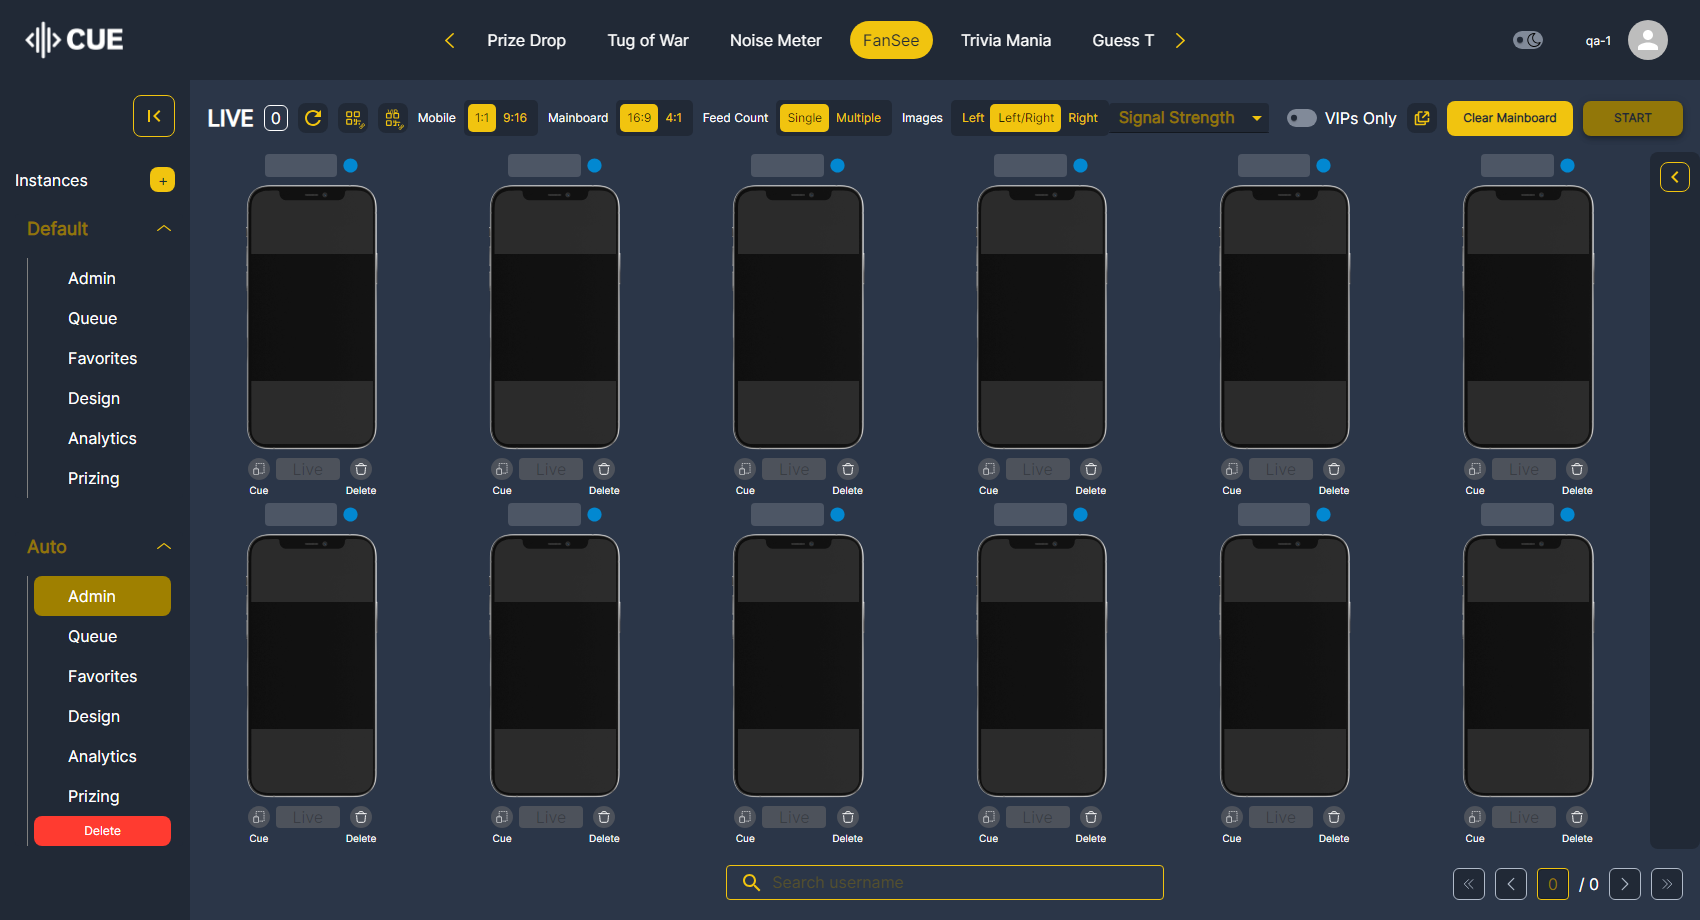 CUE
Prize Drop Tug of War Noise Meter FanSee Trivia Mania Guess T
qa-1
LIVE 0 Mobile 1:1 9:16 Mainboard 16:9 4:1 Feed Count Single Multiple Images Left Left/Right Right Signal Strength VIPs Only Clear Mainboard START
Instances +
Default
Admin
Queue
Favorites
Design
Analytics
Prizing
Auto
Admin
Queue
Favorites
Design
Analytics
Prizing
Delete
Live Live Live Live Live Live
Cue Delete Cue Delete Cue Delete Cue Delete Cue Delete Cue Delete
Live Live Live Live Live Live
Cue Delete Cue Delete Cue Delete Cue Delete Cue Delete Cue Delete
Search username
0 / 0